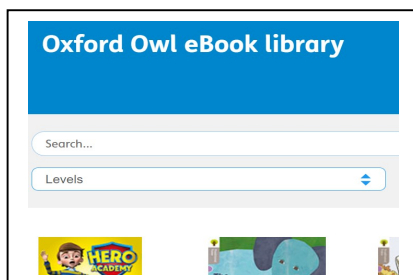 Oxford Owl eBook library
Search...
Levels
HERO
ACADEMY